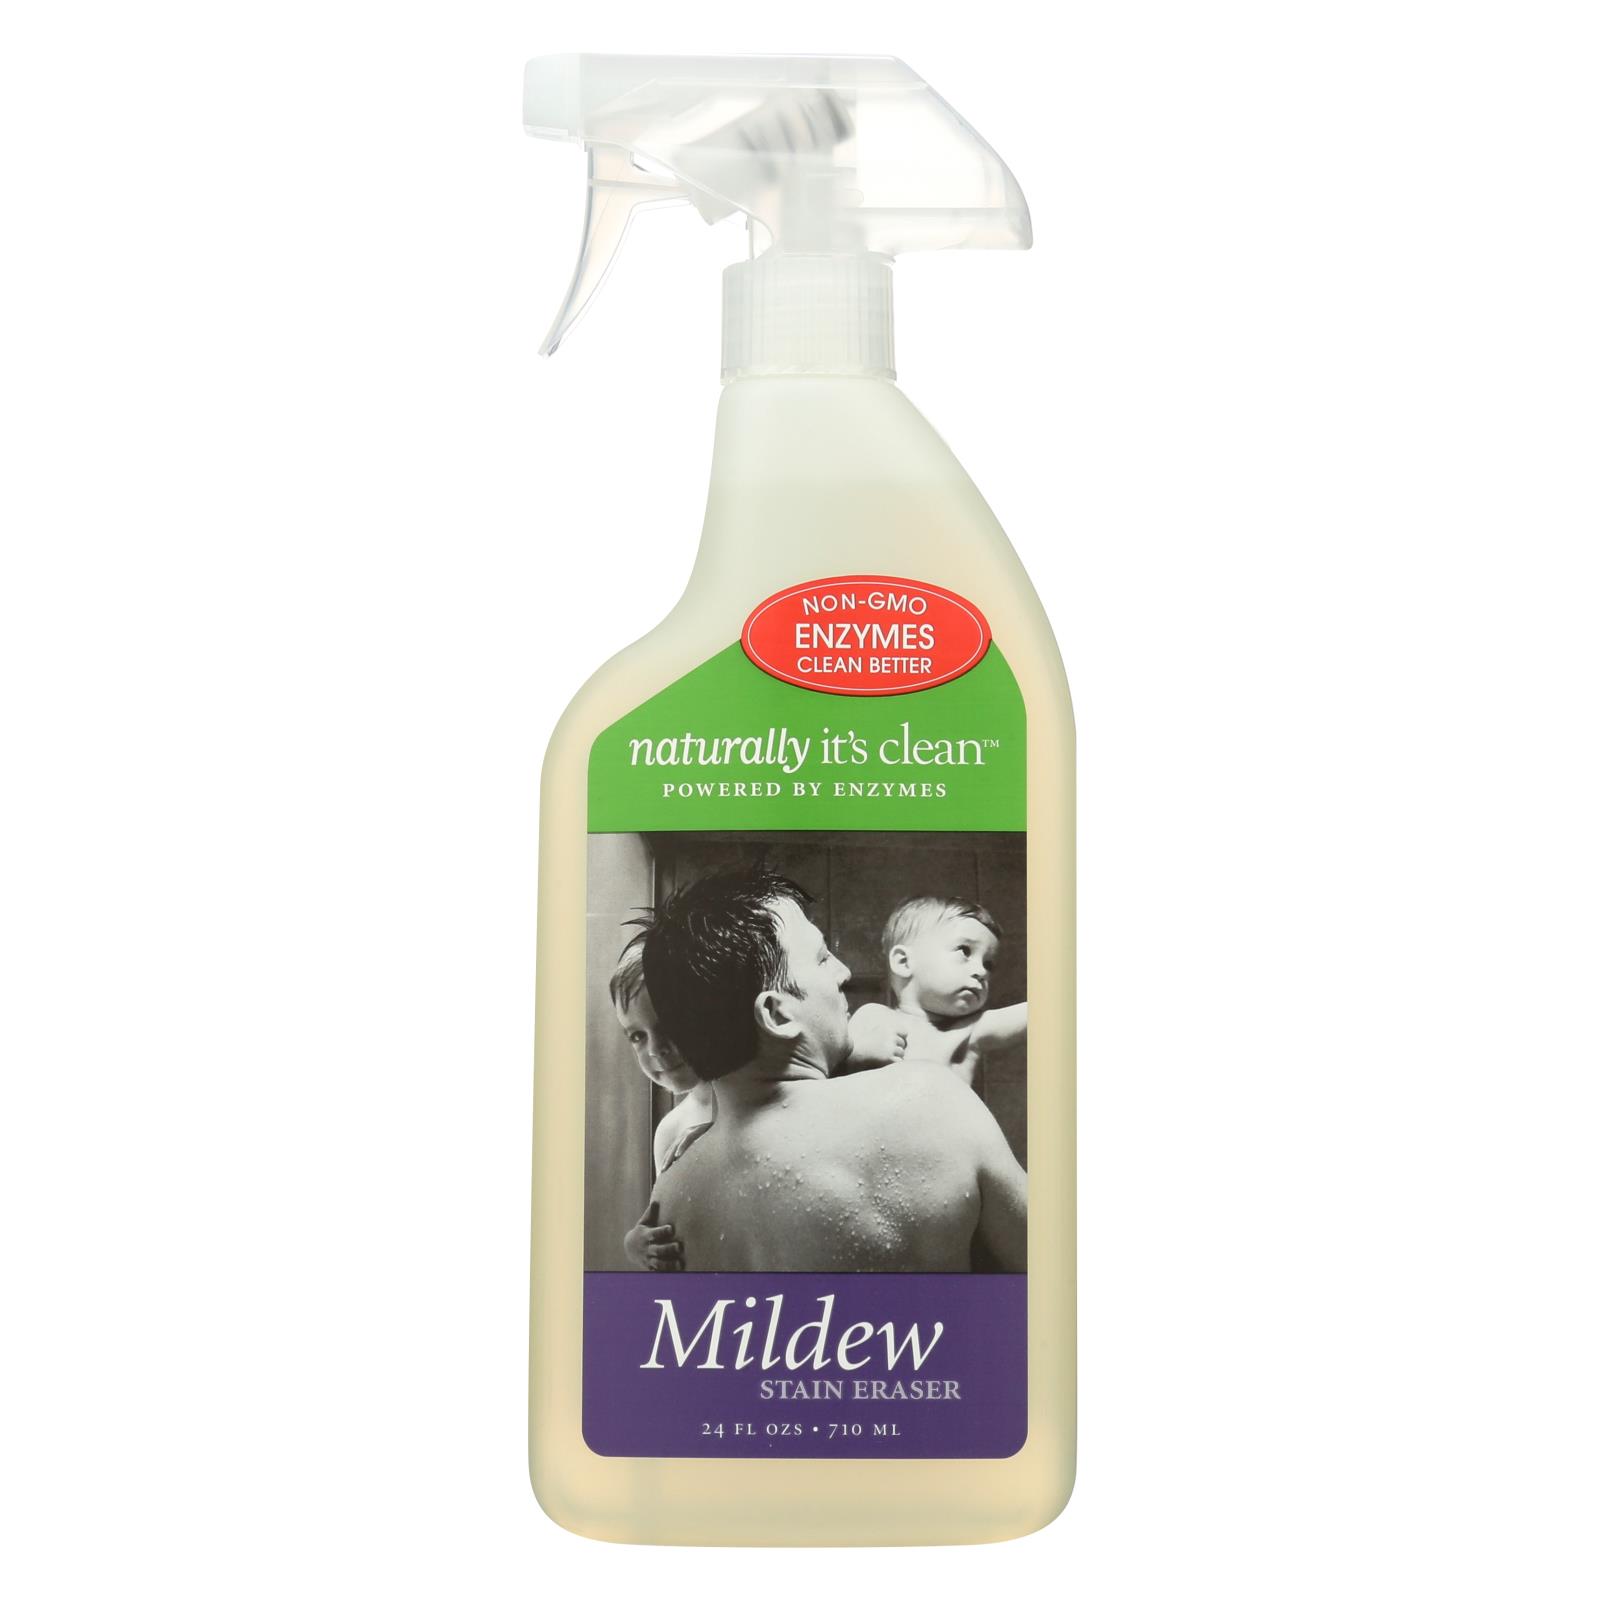 NON-GMO
ENZYMES
CLEAN BETTER
naturally it's clean™
POWERED BY ENZYMES
Mildew
STAIN ERASER
24 FL OZS • 710 ML